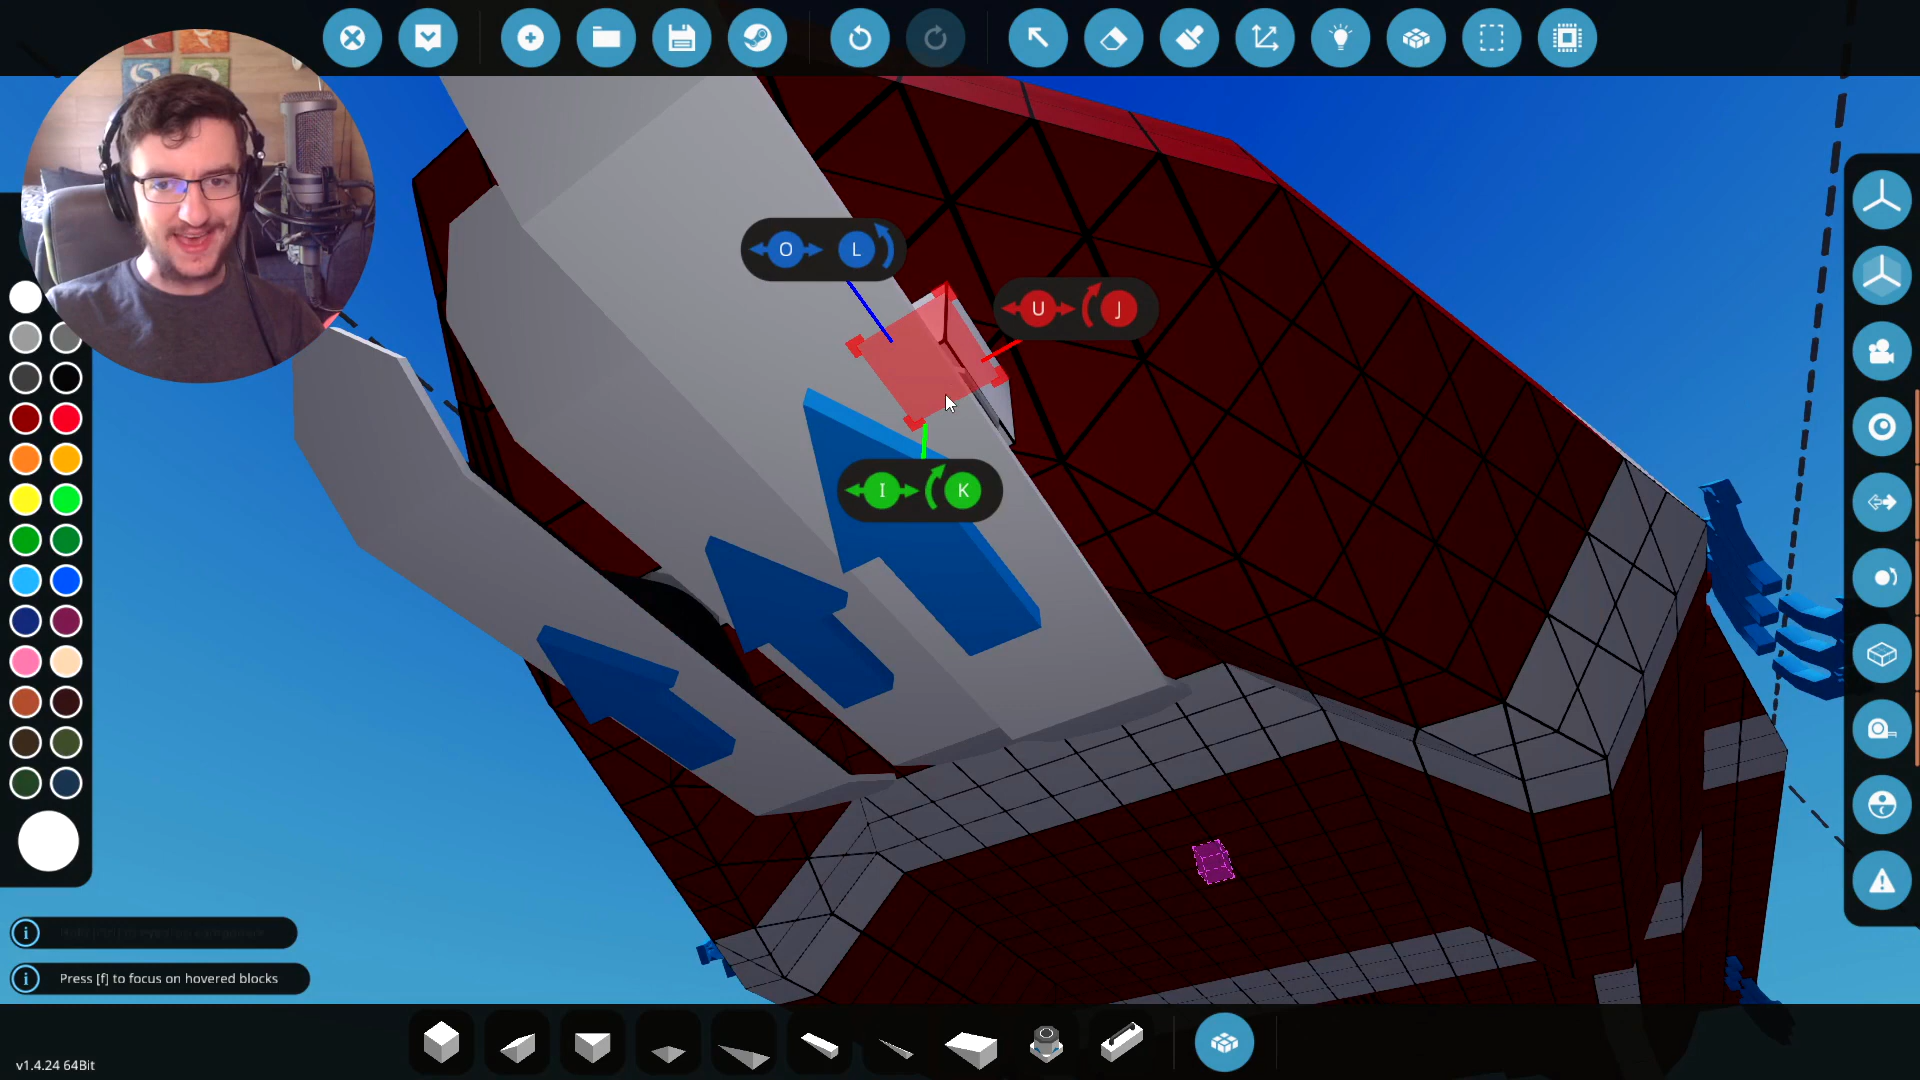 O L
U J
I K
Press [f] to focus on hovered blocks
v1.4.24 64Bit